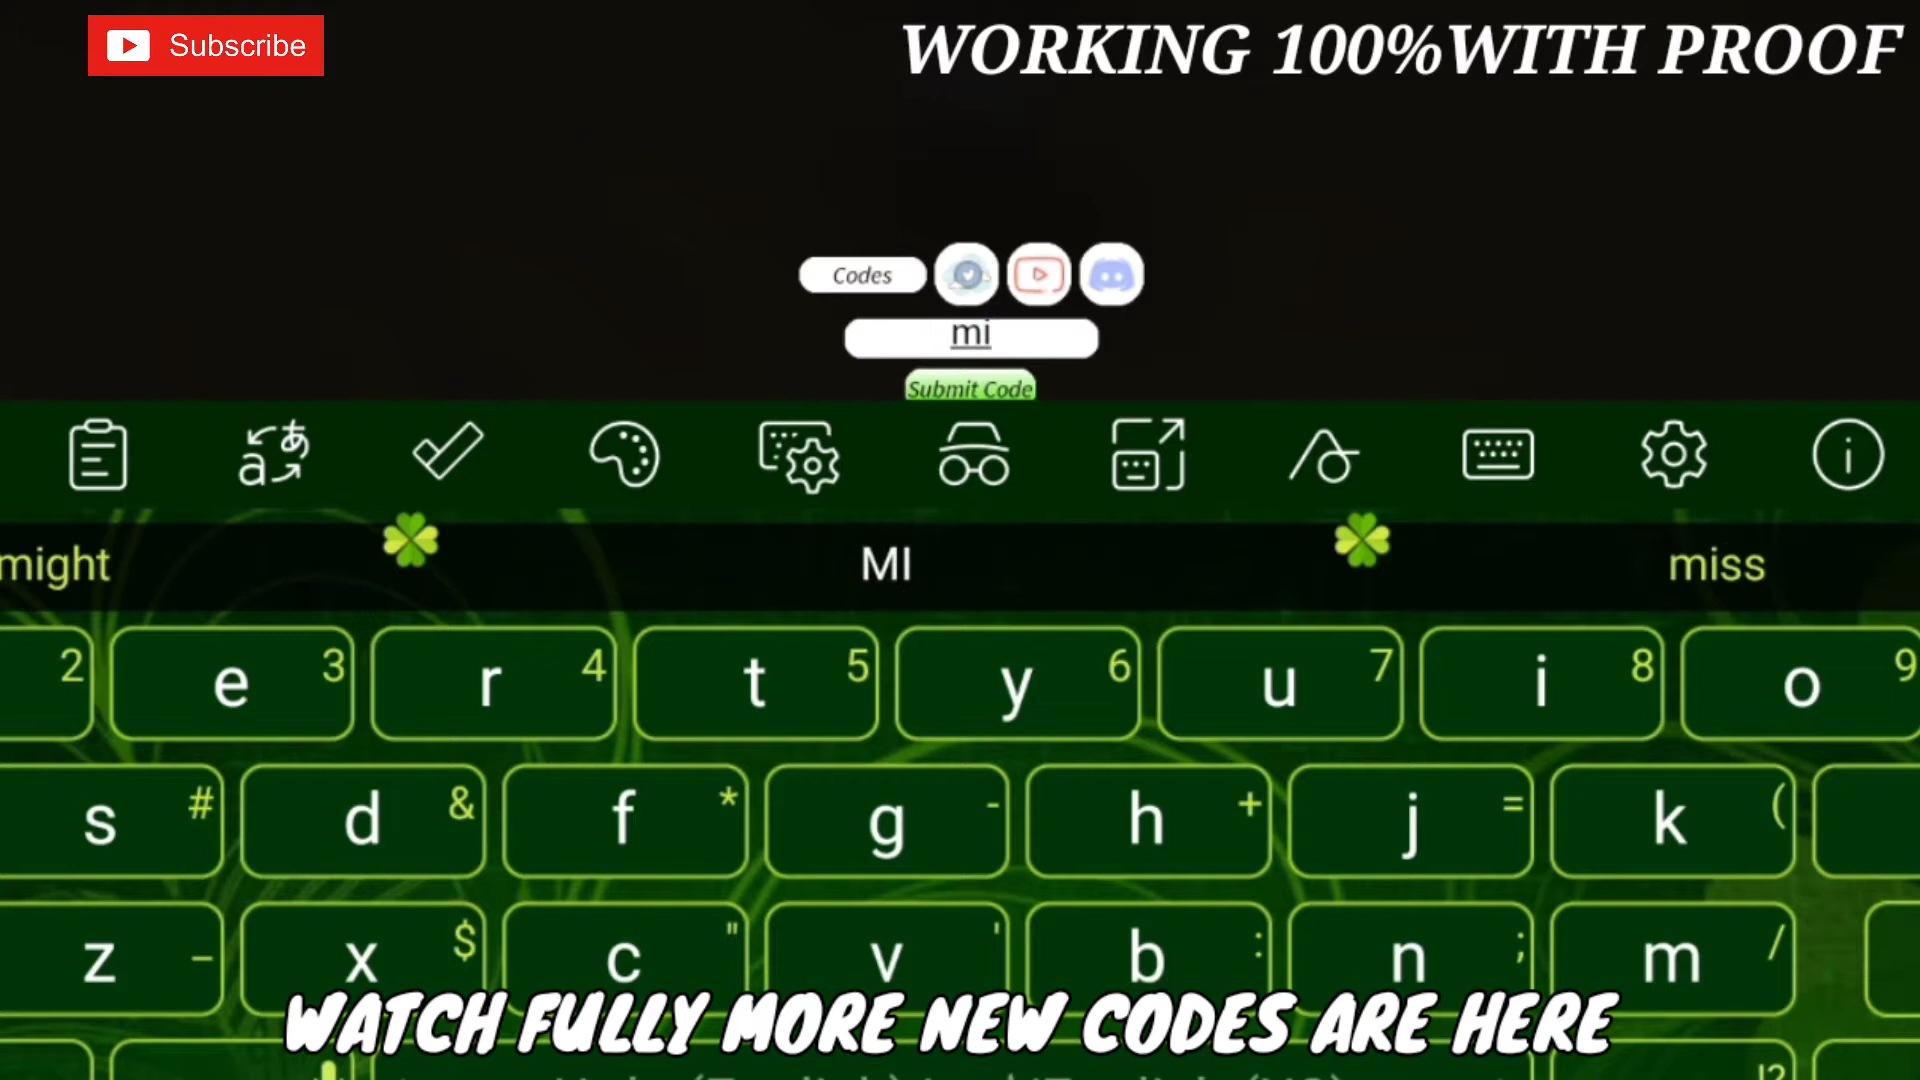 Subscribe
WORKING 100%WITH PROOF
Codes
mi
Submit Code
might MI miss
2 e 3 r 4 t 5 y 6 u 7 i 8 o 9
s # d & f * g - h + j = k (
z _ x $ c " v ' b : n ; m /
WATCH FULLY MORE NEW CODES ARE HERE
!?